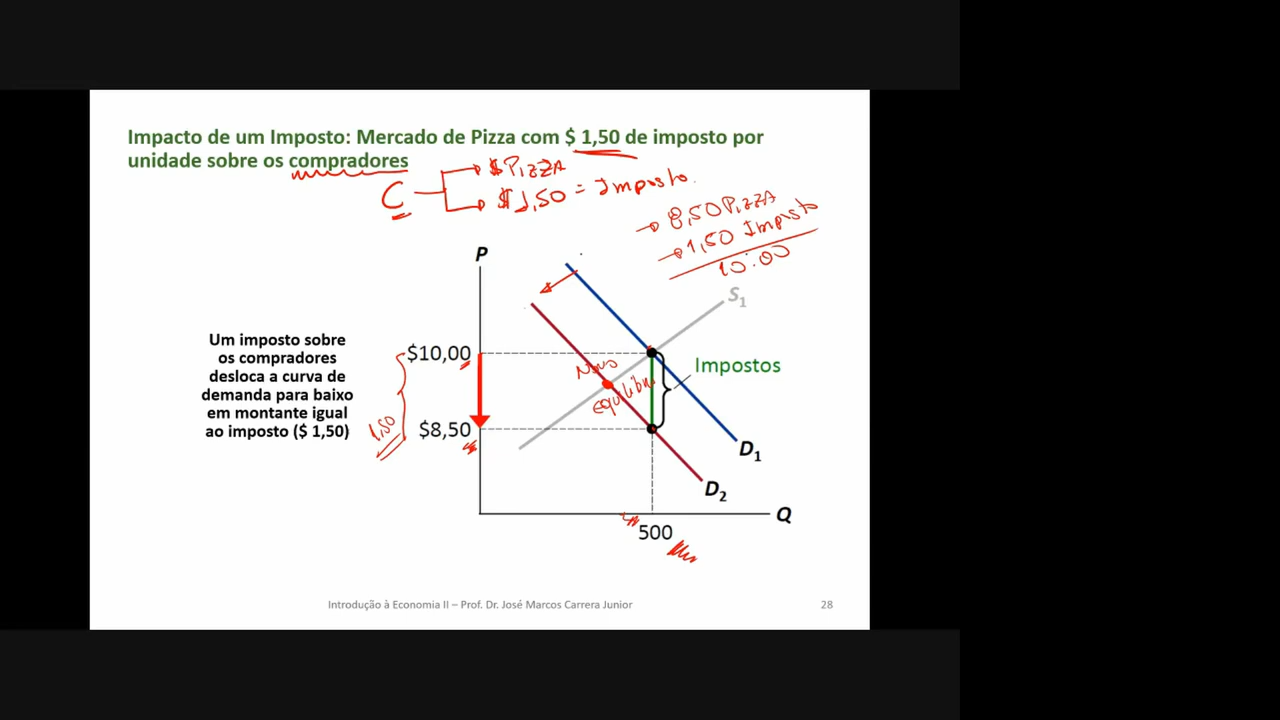 Impacto de um Imposto: Mercado de Pizza com $ 1,50 de imposto por
unidade sobre os compradores
C
$ PIZZA
$ 1,50 = Imposto.
→ 8,50 PIZZA
→ 1,50 Imposto
10:00
P
S1
Um imposto sobre
os compradores
desloca a curva de
demanda para baixo
em montante igual
ao imposto ($ 1,50)
$10,00
1,50
$8,50
Novo
equilíbrio
Impostos
D1
D2
Q
500
Introdução à Economia II – Prof. Dr. José Marcos Carrera Junior
28